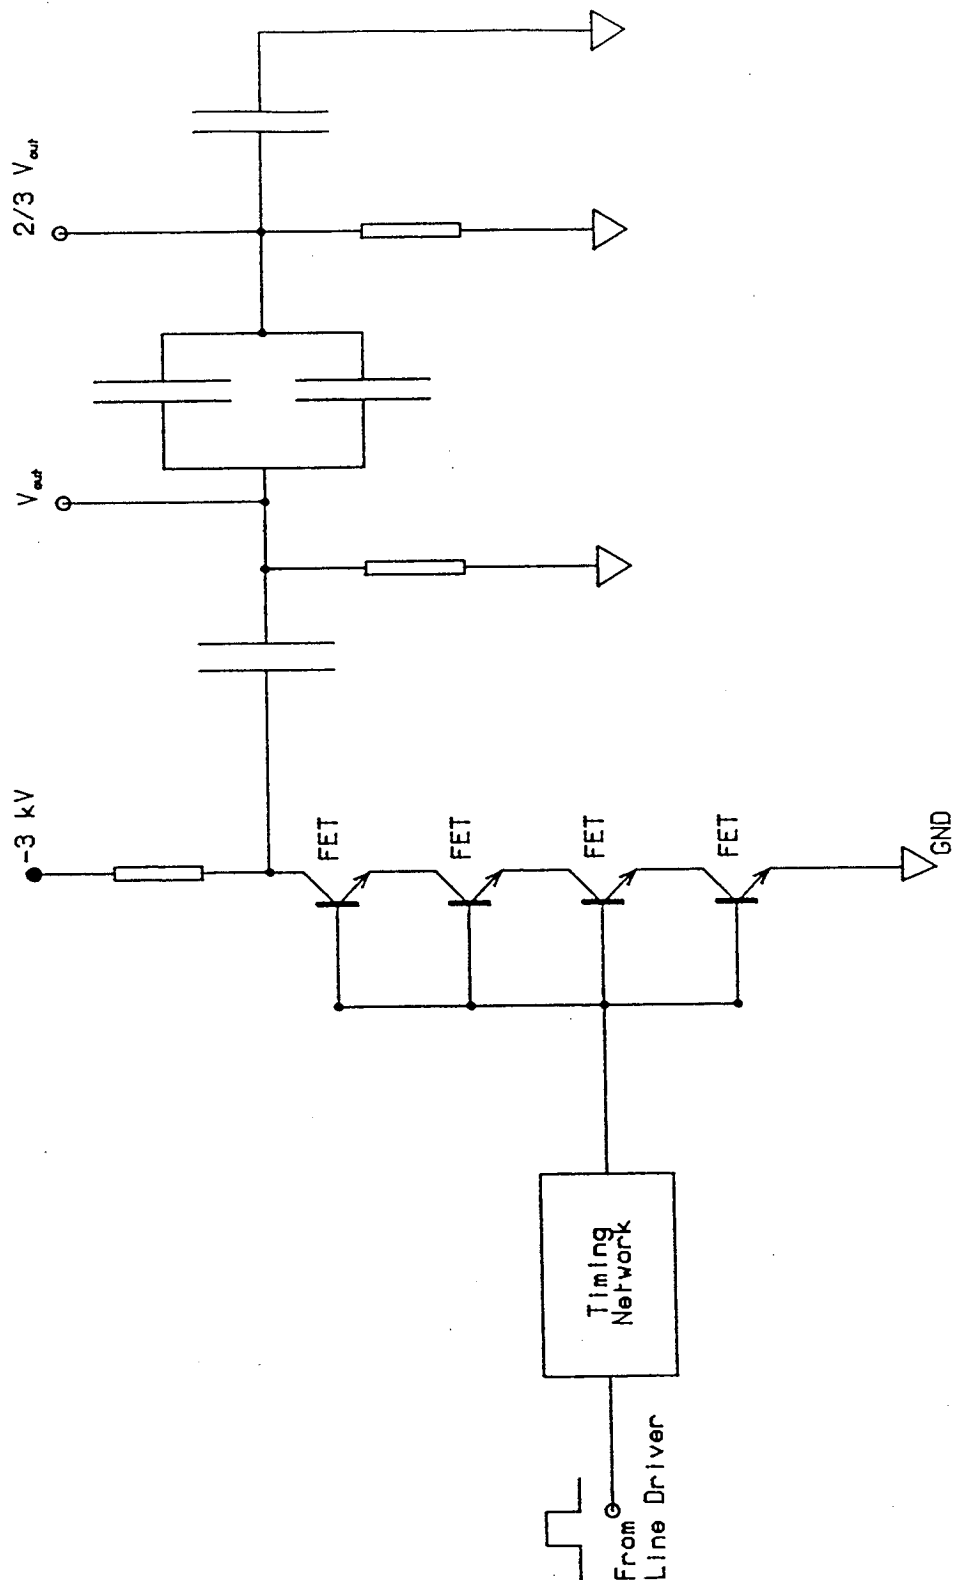 From
Line Driver
Timing
Network
-3 kV
FET
FET
FET
FET
GND
V_out
2/3 V_out